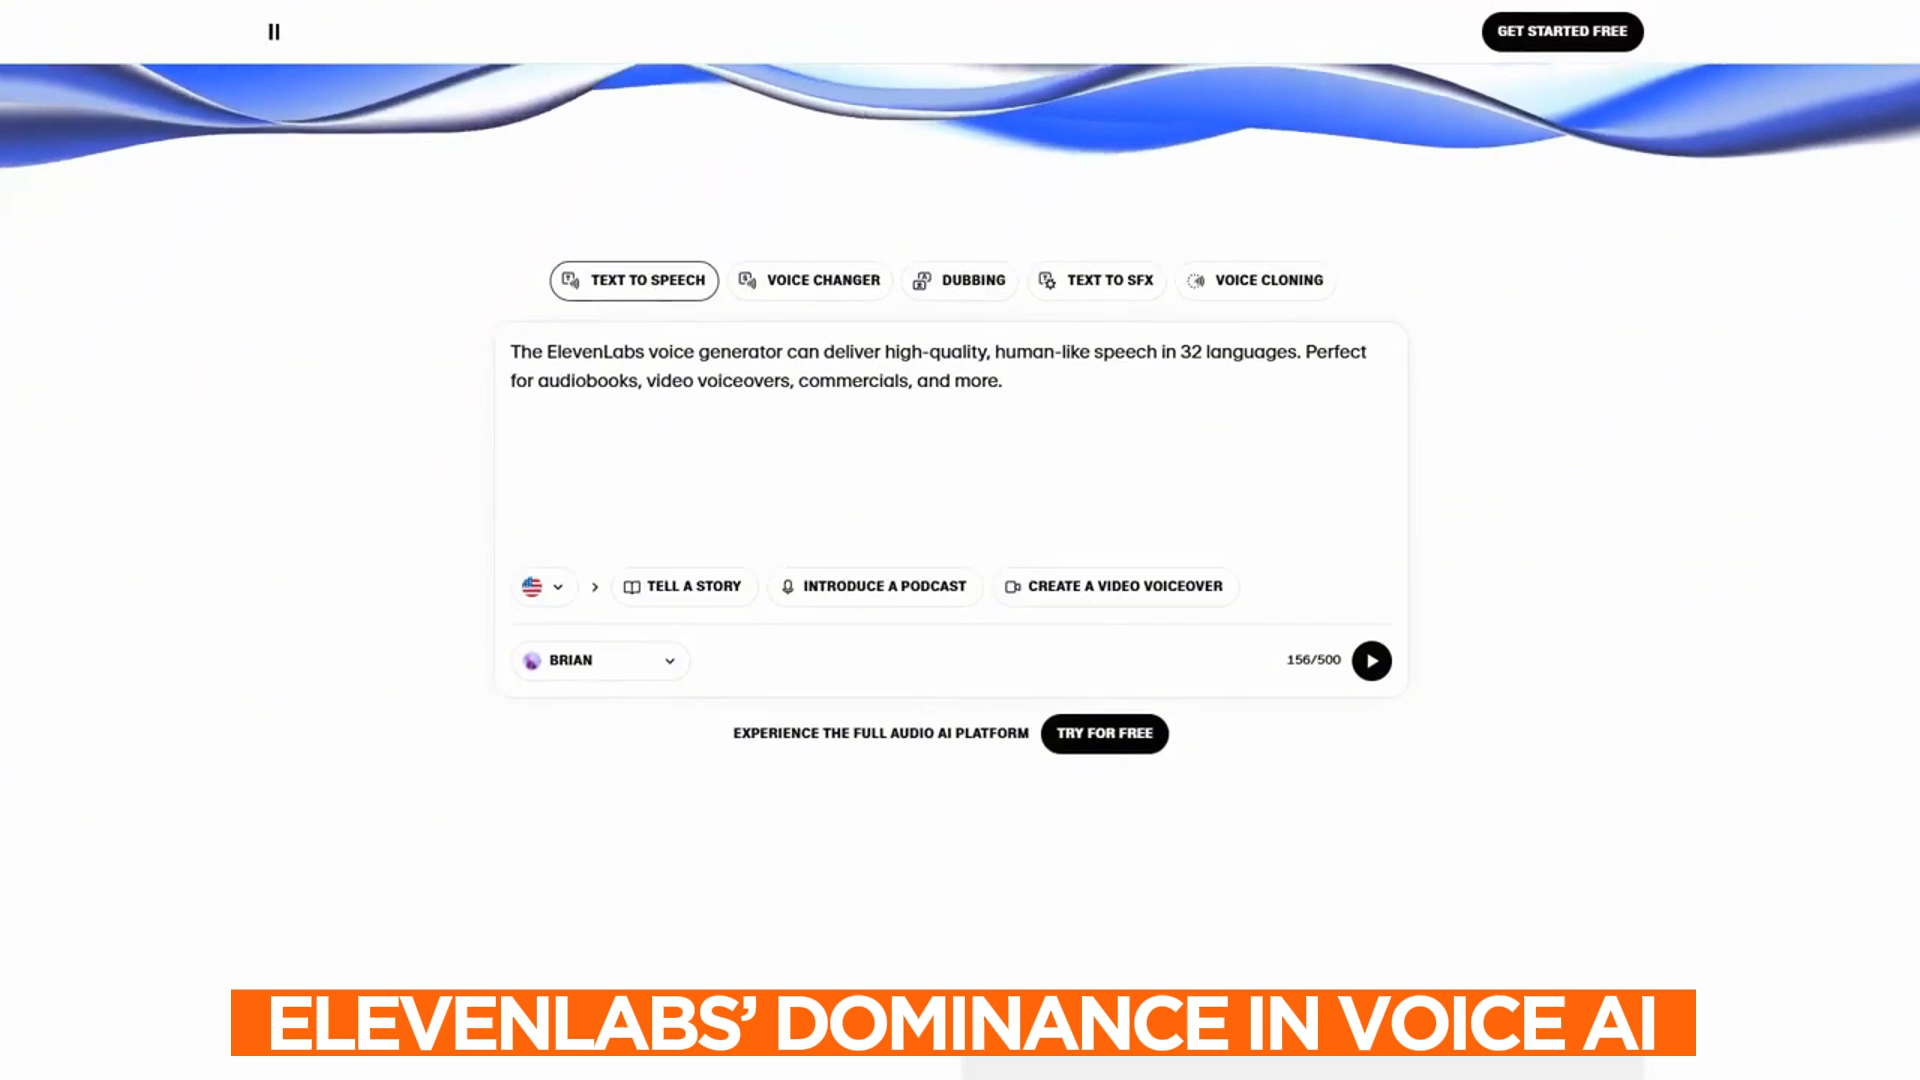 GET STARTED FREE
TEXT TO SPEECH
VOICE CHANGER
DUBBING
TEXT TO SFX
VOICE CLONING
The ElevenLabs voice generator can deliver high-quality, human-like speech in 32 languages. Perfect
for audiobooks, video voiceovers, commercials, and more.
TELL A STORY
INTRODUCE A PODCAST
CREATE A VIDEO VOICEOVER
BRIAN
156/500
EXPERIENCE THE FULL AUDIO AI PLATFORM
TRY FOR FREE
ELEVENLABS’ DOMINANCE IN VOICE AI